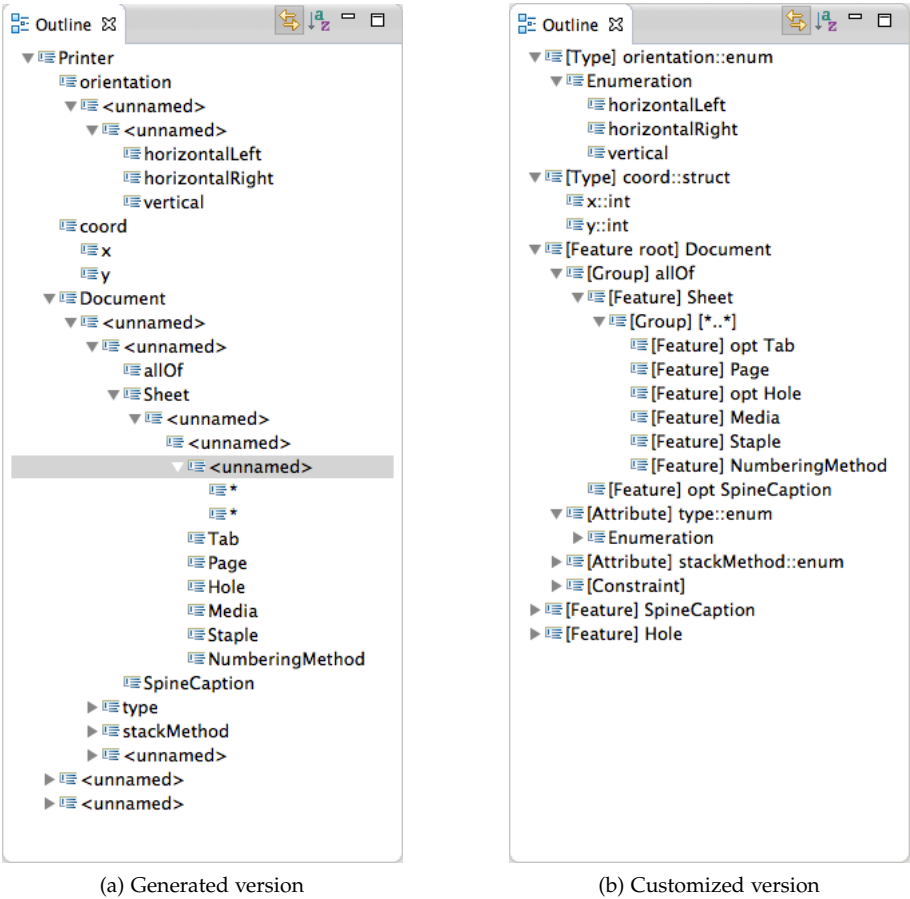 Outline
Printer
orientation
<unnamed>
<unnamed>
horizontalLeft
horizontalRight
vertical
coord
x
y
Document
<unnamed>
<unnamed>
allOf
Sheet
<unnamed>
<unnamed>
<unnamed>
*
*
Tab
Page
Hole
Media
Staple
NumberingMethod
SpineCaption
type
stackMethod
<unnamed>
<unnamed>
<unnamed>
(a) Generated version
Outline
[Type] orientation::enum
Enumeration
horizontalLeft
horizontalRight
vertical
[Type] coord::struct
x::int
y::int
[Feature root] Document
[Group] allOf
[Feature] Sheet
[Group] [*..*]
[Feature] opt Tab
[Feature] Page
[Feature] opt Hole
[Feature] Media
[Feature] Staple
[Feature] NumberingMethod
[Feature] opt SpineCaption
[Attribute] type::enum
Enumeration
[Attribute] stackMethod::enum
[Constraint]
[Feature] SpineCaption
[Feature] Hole
(b) Customized version